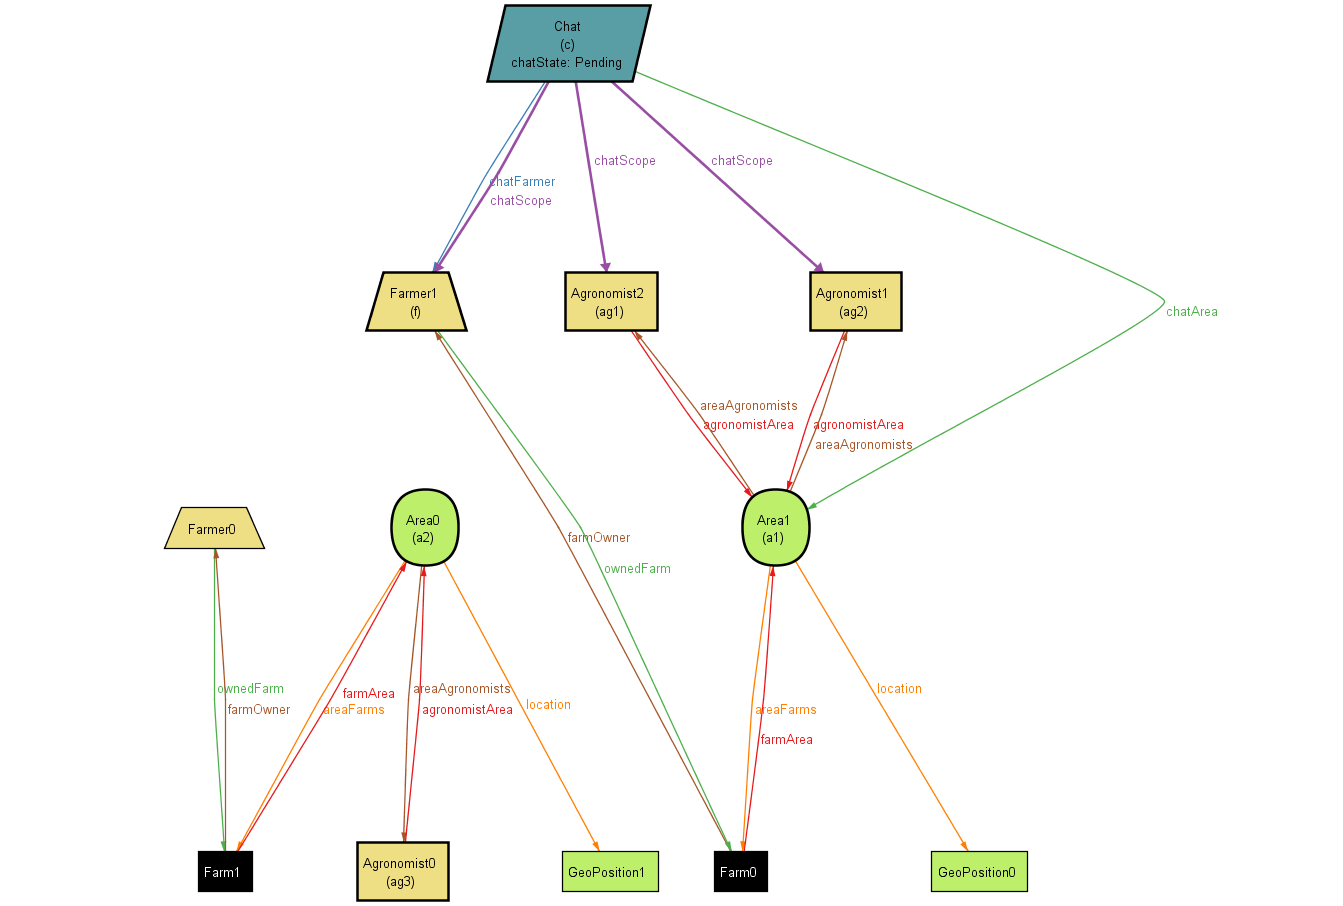 Chat
(c)
chatState: Pending
chatScope
chatScope
chatFarmer
chatScope
Farmer1
(f)
Agronomist2
(ag1)
Agronomist1
(ag2)
chatArea
areaAgronomists
agronomistArea
agronomistArea
areaAgronomists
Farmer0
Area0
(a2)
Area1
(a1)
farmOwner
ownedFarm
ownedFarm
farmOwner
farmArea
areaFarms
areaAgronomists
agronomistArea
location
location
areaFarms
farmArea
Farm1
Agronomist0
(ag3)
GeoPosition1
Farm0
GeoPosition0